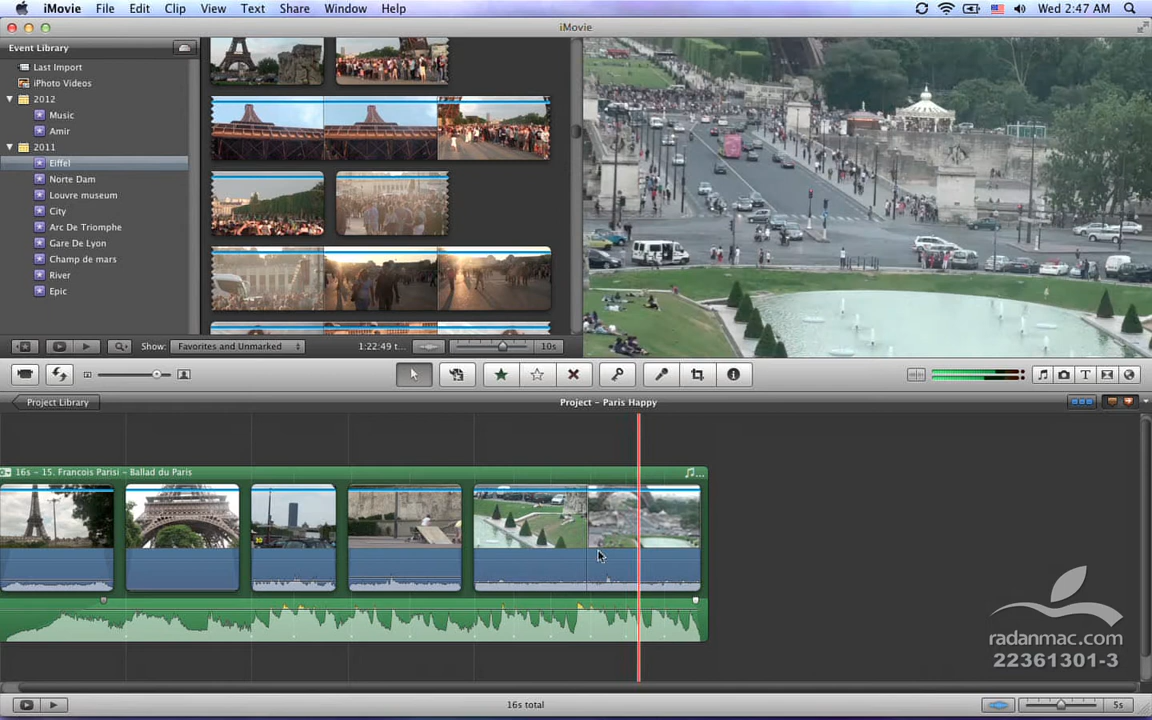 iMovie File Edit Clip View Text Share Window Help Wed 2:47 AM
iMovie
Event Library
Last Import
iPhoto Videos
2012
Music
Amir
2011
Eiffel
Norte Dam
Louvre museum
City
Arc De Triomphe
Gare De Lyon
Champ de mars
River
Epic
Show: Favorites and Unmarked 1:22:49 t... 10s
Project Library Project – Paris Happy
16s – 15. Francois Parisi – Ballad du Paris
radanmac.com
22361301-3
16s total 5s